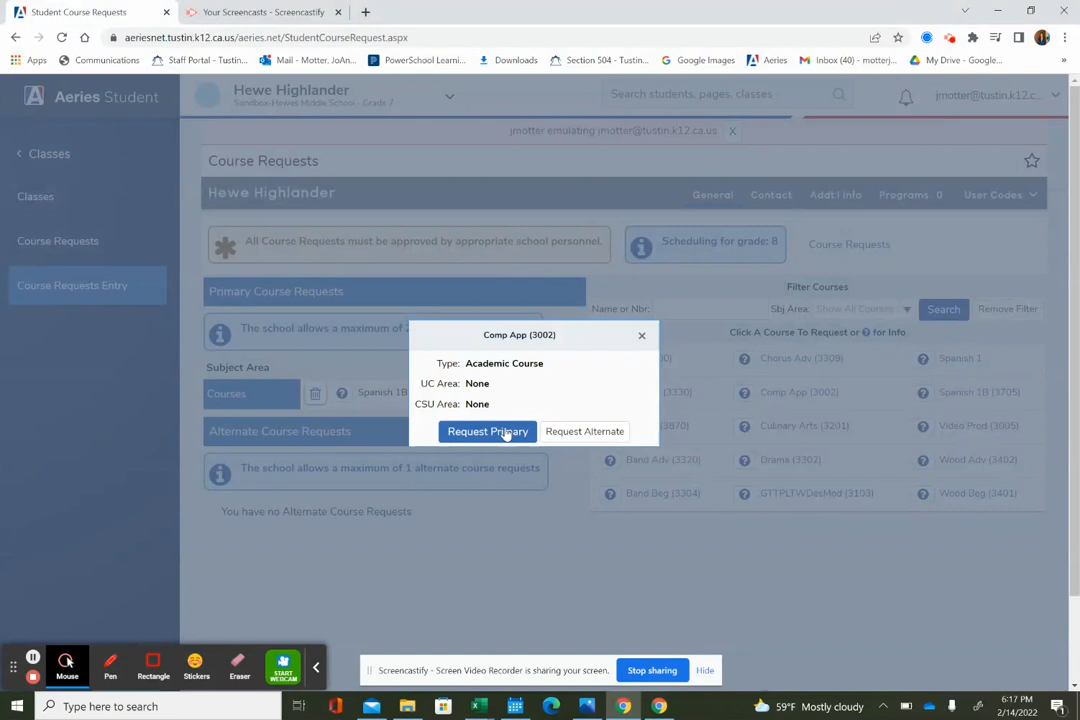 Student Course Requests
Your Screencasts - Screencastify
aeriesnet.tustin.k12.ca.us/aeries.net/StudentCourseRequest.aspx
Apps
Communications
Staff Portal - Tustin...
Mail - Motter, JoAn...
PowerSchool Learni...
Downloads
Section 504 - Tustin...
Google Images
Aeries
Inbox (40) - motterj...
My Drive - Google...
Aeries Student
Hewe Highlander
Sandbox-Hewes Middle School - Grade 7
Search students, pages, classes
jmotter@tustin.k12.c...
jmotter emulating jmotter@tustin.k12.ca.us X
Classes
Classes
Course Requests
Course Requests Entry
Course Requests
Hewe Highlander
General
Contact
Addt'l Info
Programs 0
User Codes
All Course Requests must be approved by appropriate school personnel.
Scheduling for grade: 8
Course Requests
Primary Course Requests
The school allows a maximum of 2
Subject Area
Courses
Spanish 1B
Alternate Course Requests
The school allows a maximum of 1 alternate course requests
You have no Alternate Course Requests
Filter Courses
Name or Nbr:
Sbj Area:
Show All Courses
Search
Remove Filter
Click A Course To Request or ? for Info
Chorus Adv (3309)
Spanish 1
Comp App (3002)
Spanish 1B (3705)
Culinary Arts (3201)
Video Prod (3005)
Band Adv (3320)
Drama (3302)
Wood Adv (3402)
Band Beg (3304)
GTTPLTWDesMod (3103)
Wood Beg (3401)
Comp App (3002)
Type: Academic Course
UC Area: None
CSU Area: None
Request Primary
Request Alternate
Mouse
Pen
Rectangle
Stickers
Eraser
START WEBCAM
Screencastify - Screen Video Recorder is sharing your screen.
Stop sharing
Hide
Type here to search
59°F Mostly cloudy
6:17 PM
2/14/2022
1